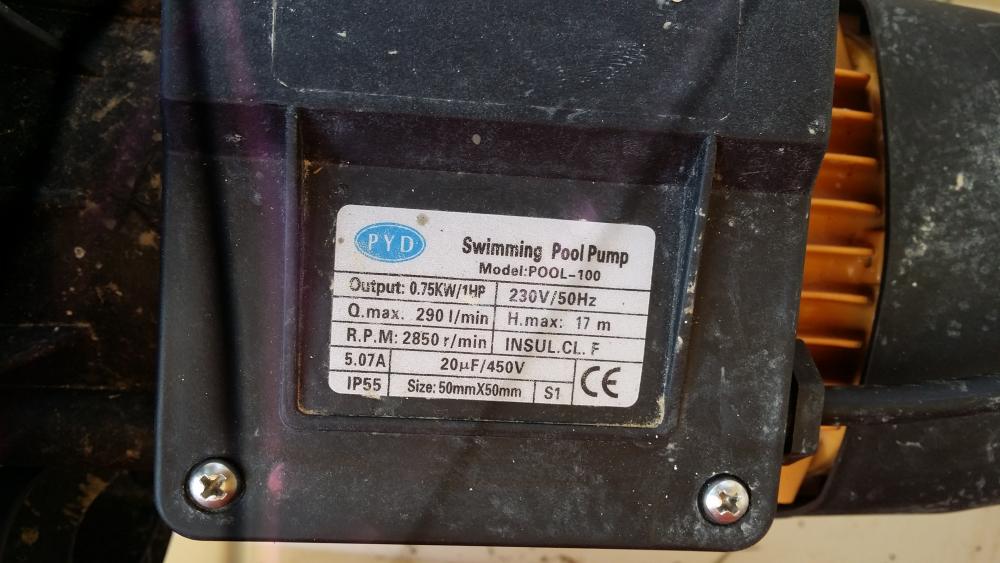 PYD
Swimming Pool Pump
Model:POOL-100
Output: 0.75KW/1HP 230V/50Hz
Q.max: 290 l/min H.max: 17 m
R.P.M: 2850 r/min INSUL.CL. F
5.07A 20µF/450V
IP55 Size: 50mmX50mm S1 CE